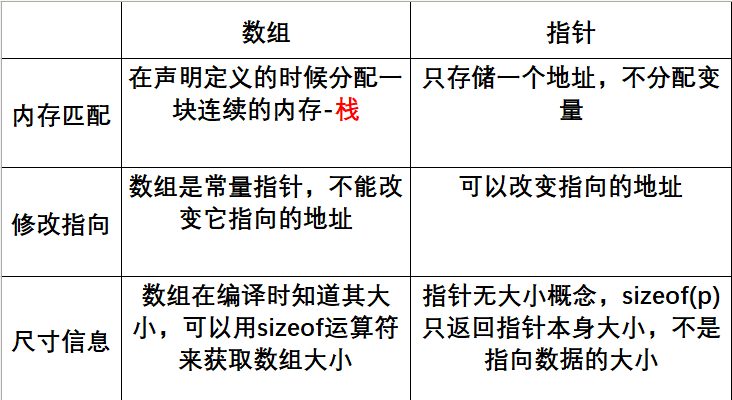 数组
指针
内存匹配
在声明定义的时候分配一
块连续的内存-栈
只存储一个地址，不分配变
量
修改指向
数组是常量指针，不能改
变它指向的地址
可以改变指向的地址
尺寸信息
数组在编译时知道其大
小，可以用sizeof运算符
来获取数组大小
指针无大小概念，sizeof(p)
只返回指针本身大小，不是
指向数据的大小